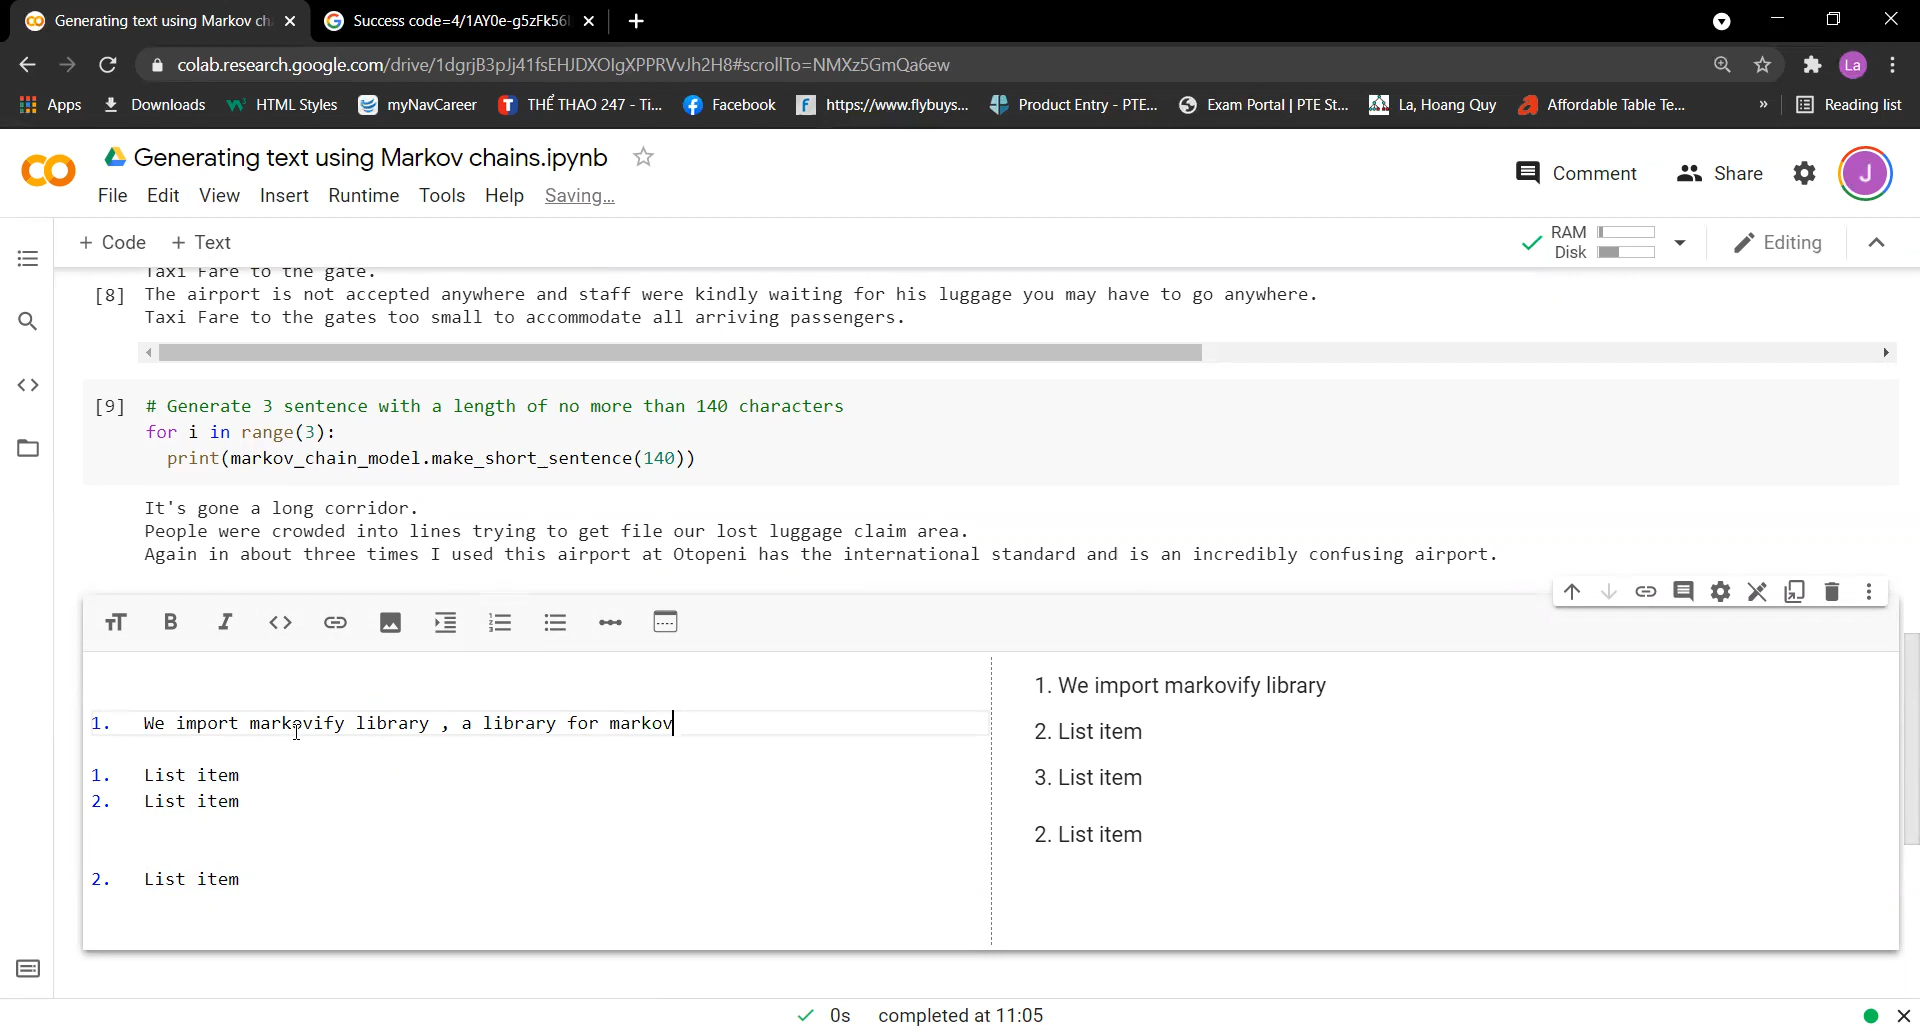 Generating text using Markov ch
Success code=4/1AY0e-g5zFk56
colab.research.google.com/drive/1dgrjB3pJj41fsEHJDXOIgXPPRVvJh2H8#scrollTo=NMXz5GmQa6ew
La
Apps Downloads HTML Styles myNavCareer THỂ THAO 247 - Ti... Facebook https://www.flybuys... Product Entry - PTE... Exam Portal | PTE St... La, Hoang Quy Affordable Table Te... » Reading list
Generating text using Markov chains.ipynb
Comment Share J
File Edit View Insert Runtime Tools Help Saving...
+ Code + Text
RAM
Disk
Editing
Taxi Fare to the gate.
[8] The airport is not accepted anywhere and staff were kindly waiting for his luggage you may have to go anywhere.
Taxi Fare to the gates too small to accommodate all arriving passengers.
[9] # Generate 3 sentence with a length of no more than 140 characters
for i in range(3):
print(markov_chain_model.make_short_sentence(140))
It's gone a long corridor.
People were crowded into lines trying to get file our lost luggage claim area.
Again in about three times I used this airport at Otopeni has the international standard and is an incredibly confusing airport.
1. We import markovify library , a library for markov
1. List item
2. List item
2. List item
1. We import markovify library
2. List item
3. List item
2. List item
0s completed at 11:05